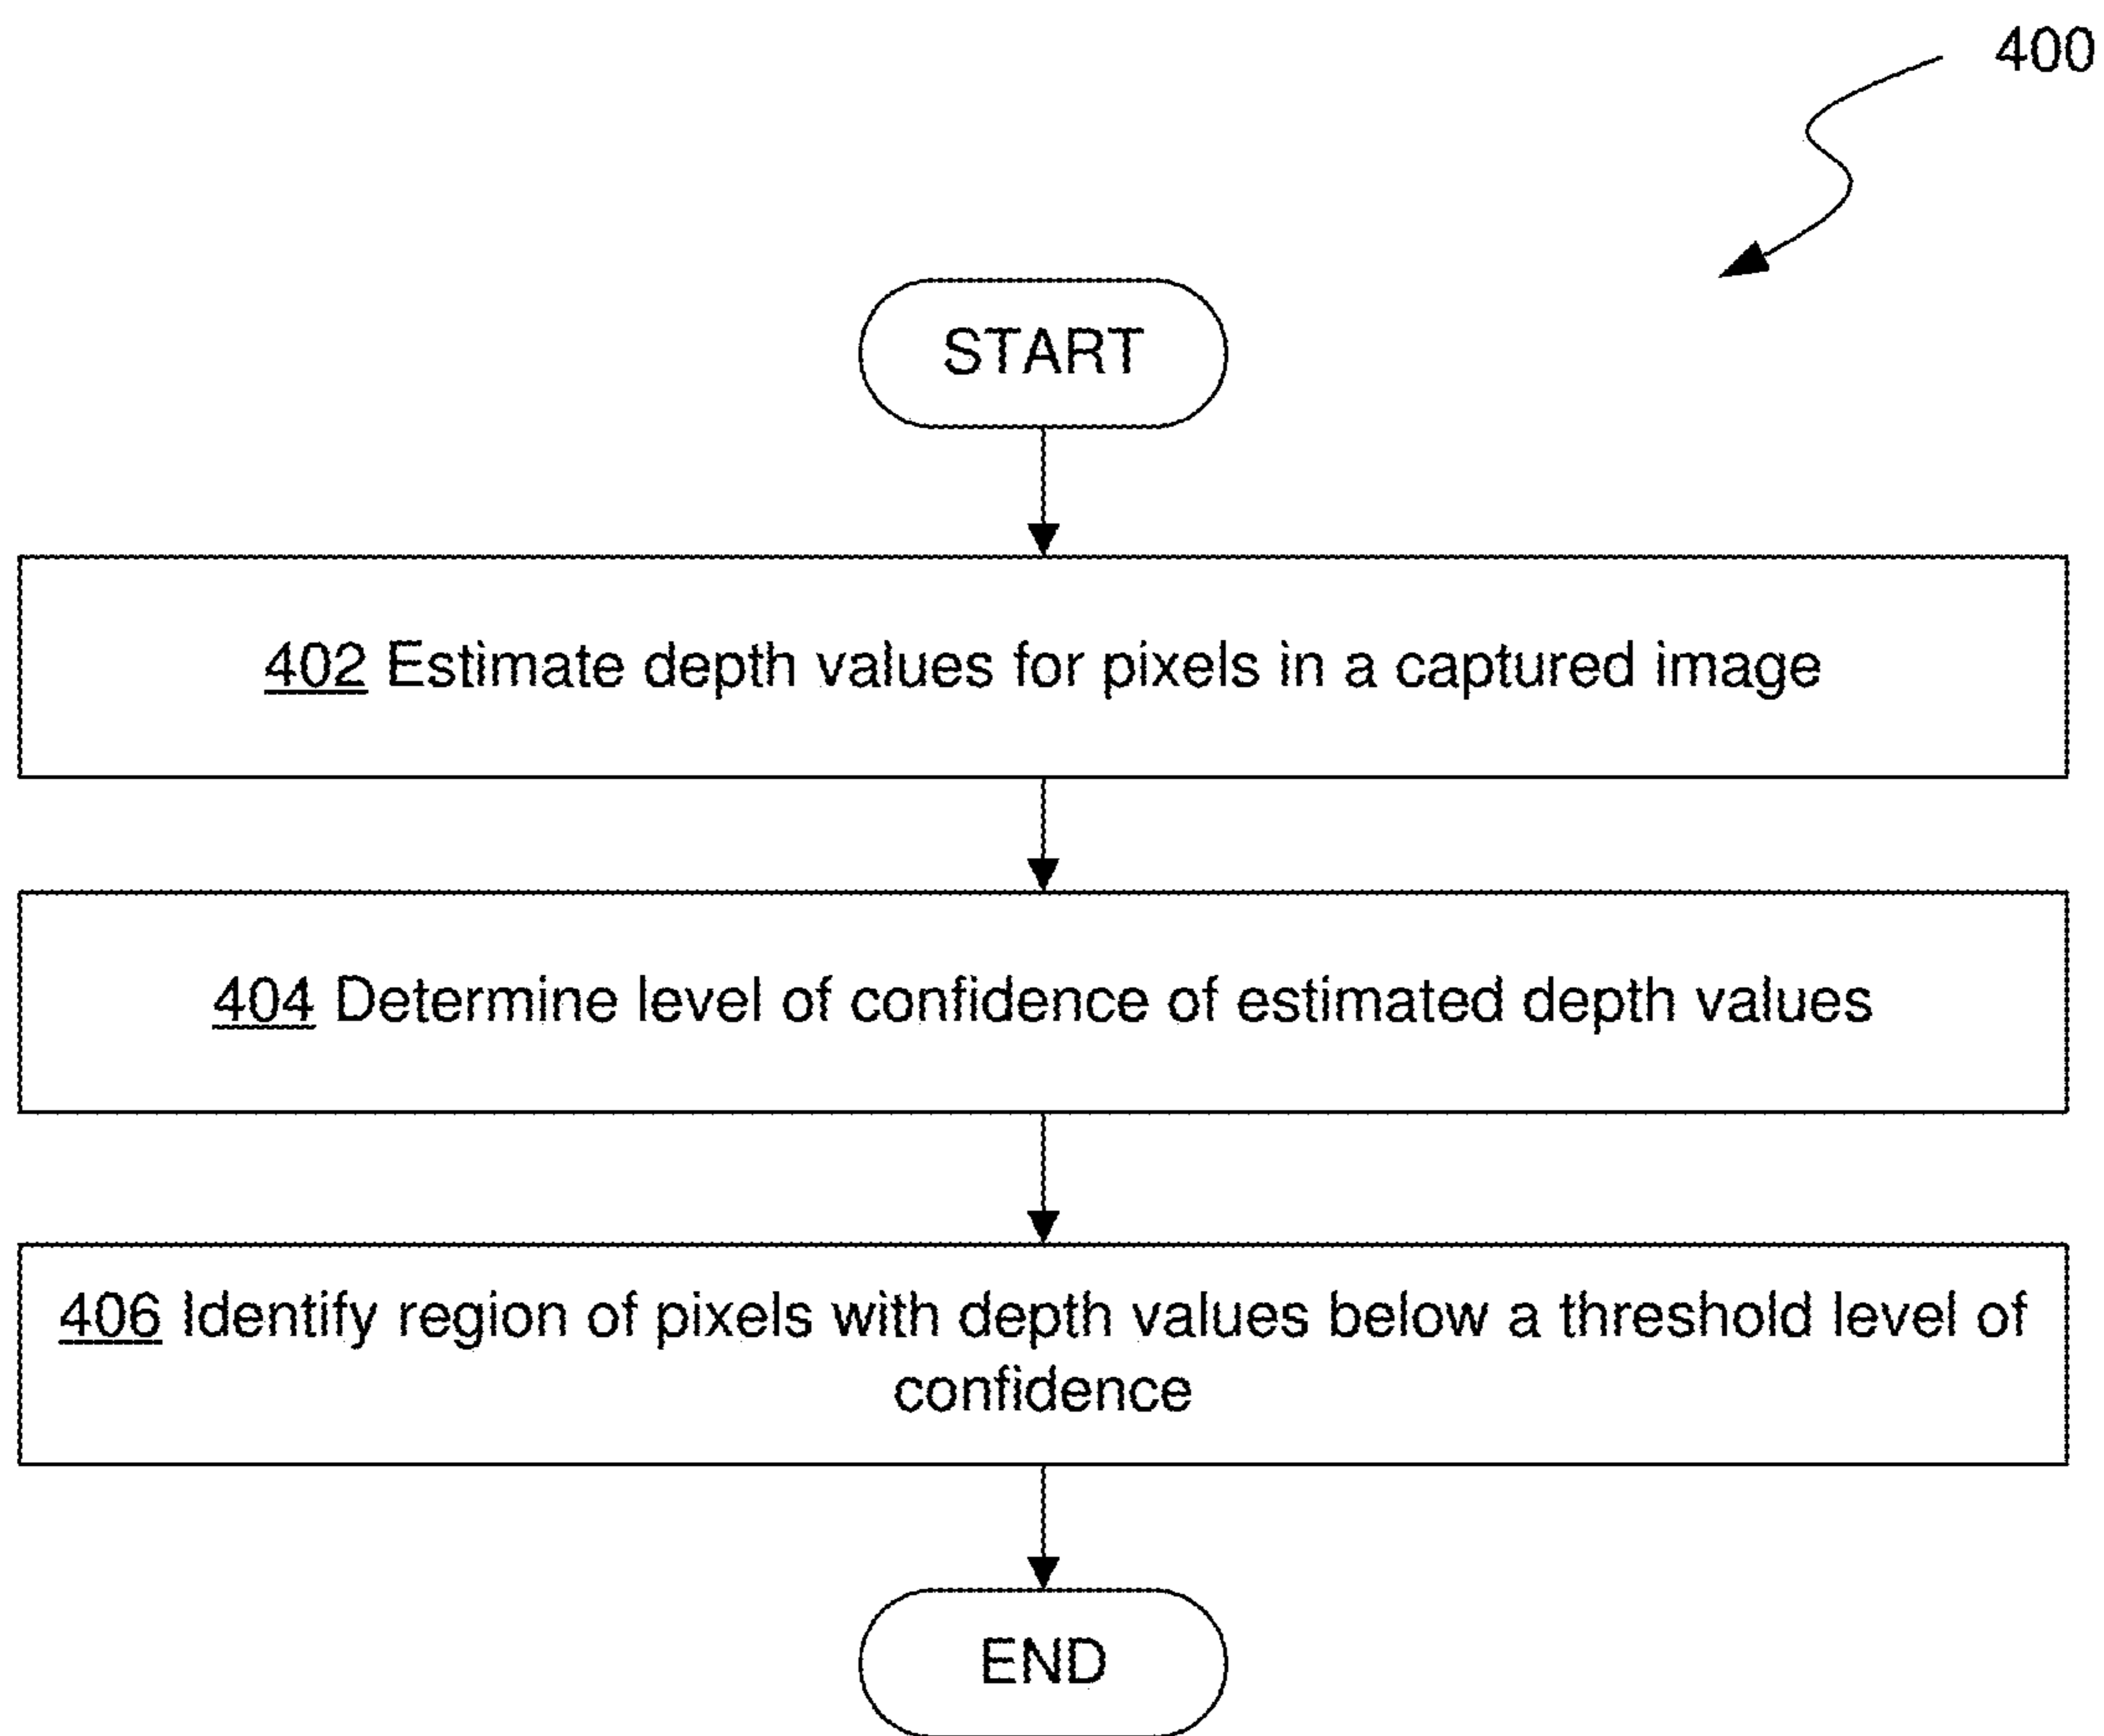 400
START
402 Estimate depth values for pixels in a captured image
404 Determine level of confidence of estimated depth values
406 Identify region of pixels with depth values below a threshold level of
confidence
END